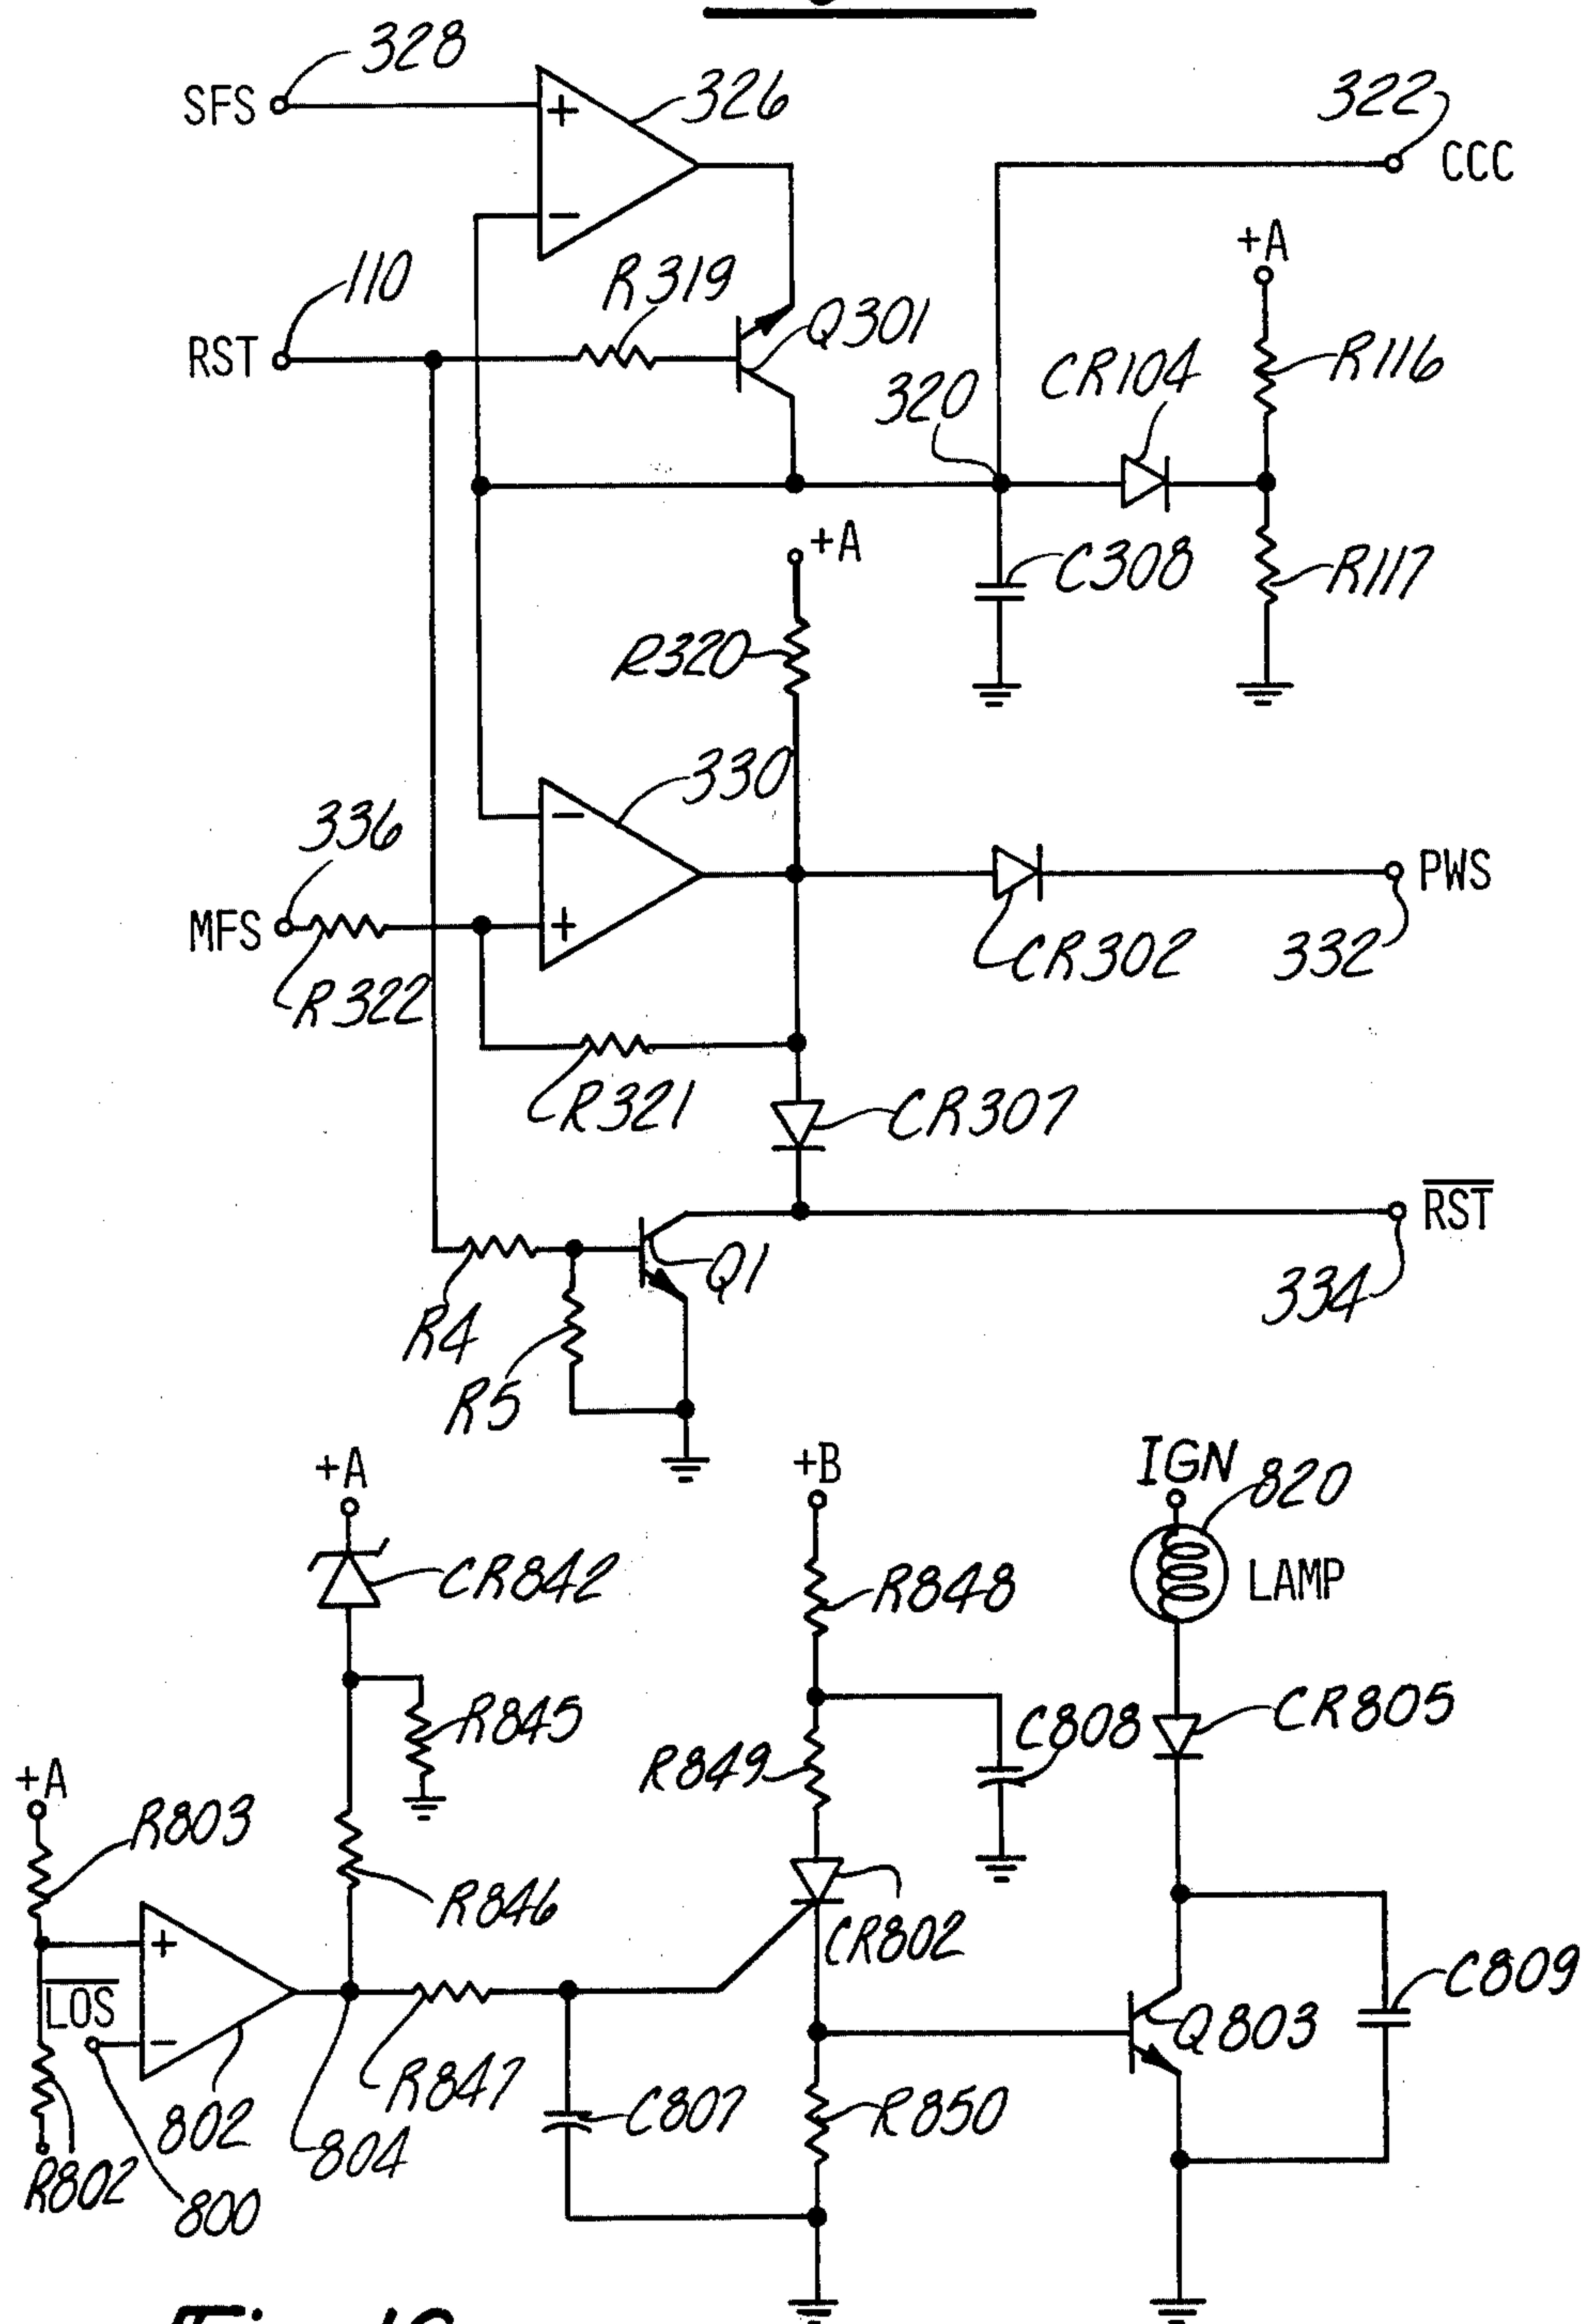 328
SFS
+
326
322
CCC
−
110
R319
+A
RST
Q301
320
CR104
R116
+A
C308
R117
R320
330
336
−
MFS
+
PWS
R322
CR302
332
R321
CR307
RST
Q1
334
R4
R5
+A
+B
IGN
820
CR842
R848
LAMP
R845
C808
CR805
+A
R849
R803
R846
CR802
+
LOS
−
C809
Q803
R847
C807
R850
802
804
R802
800